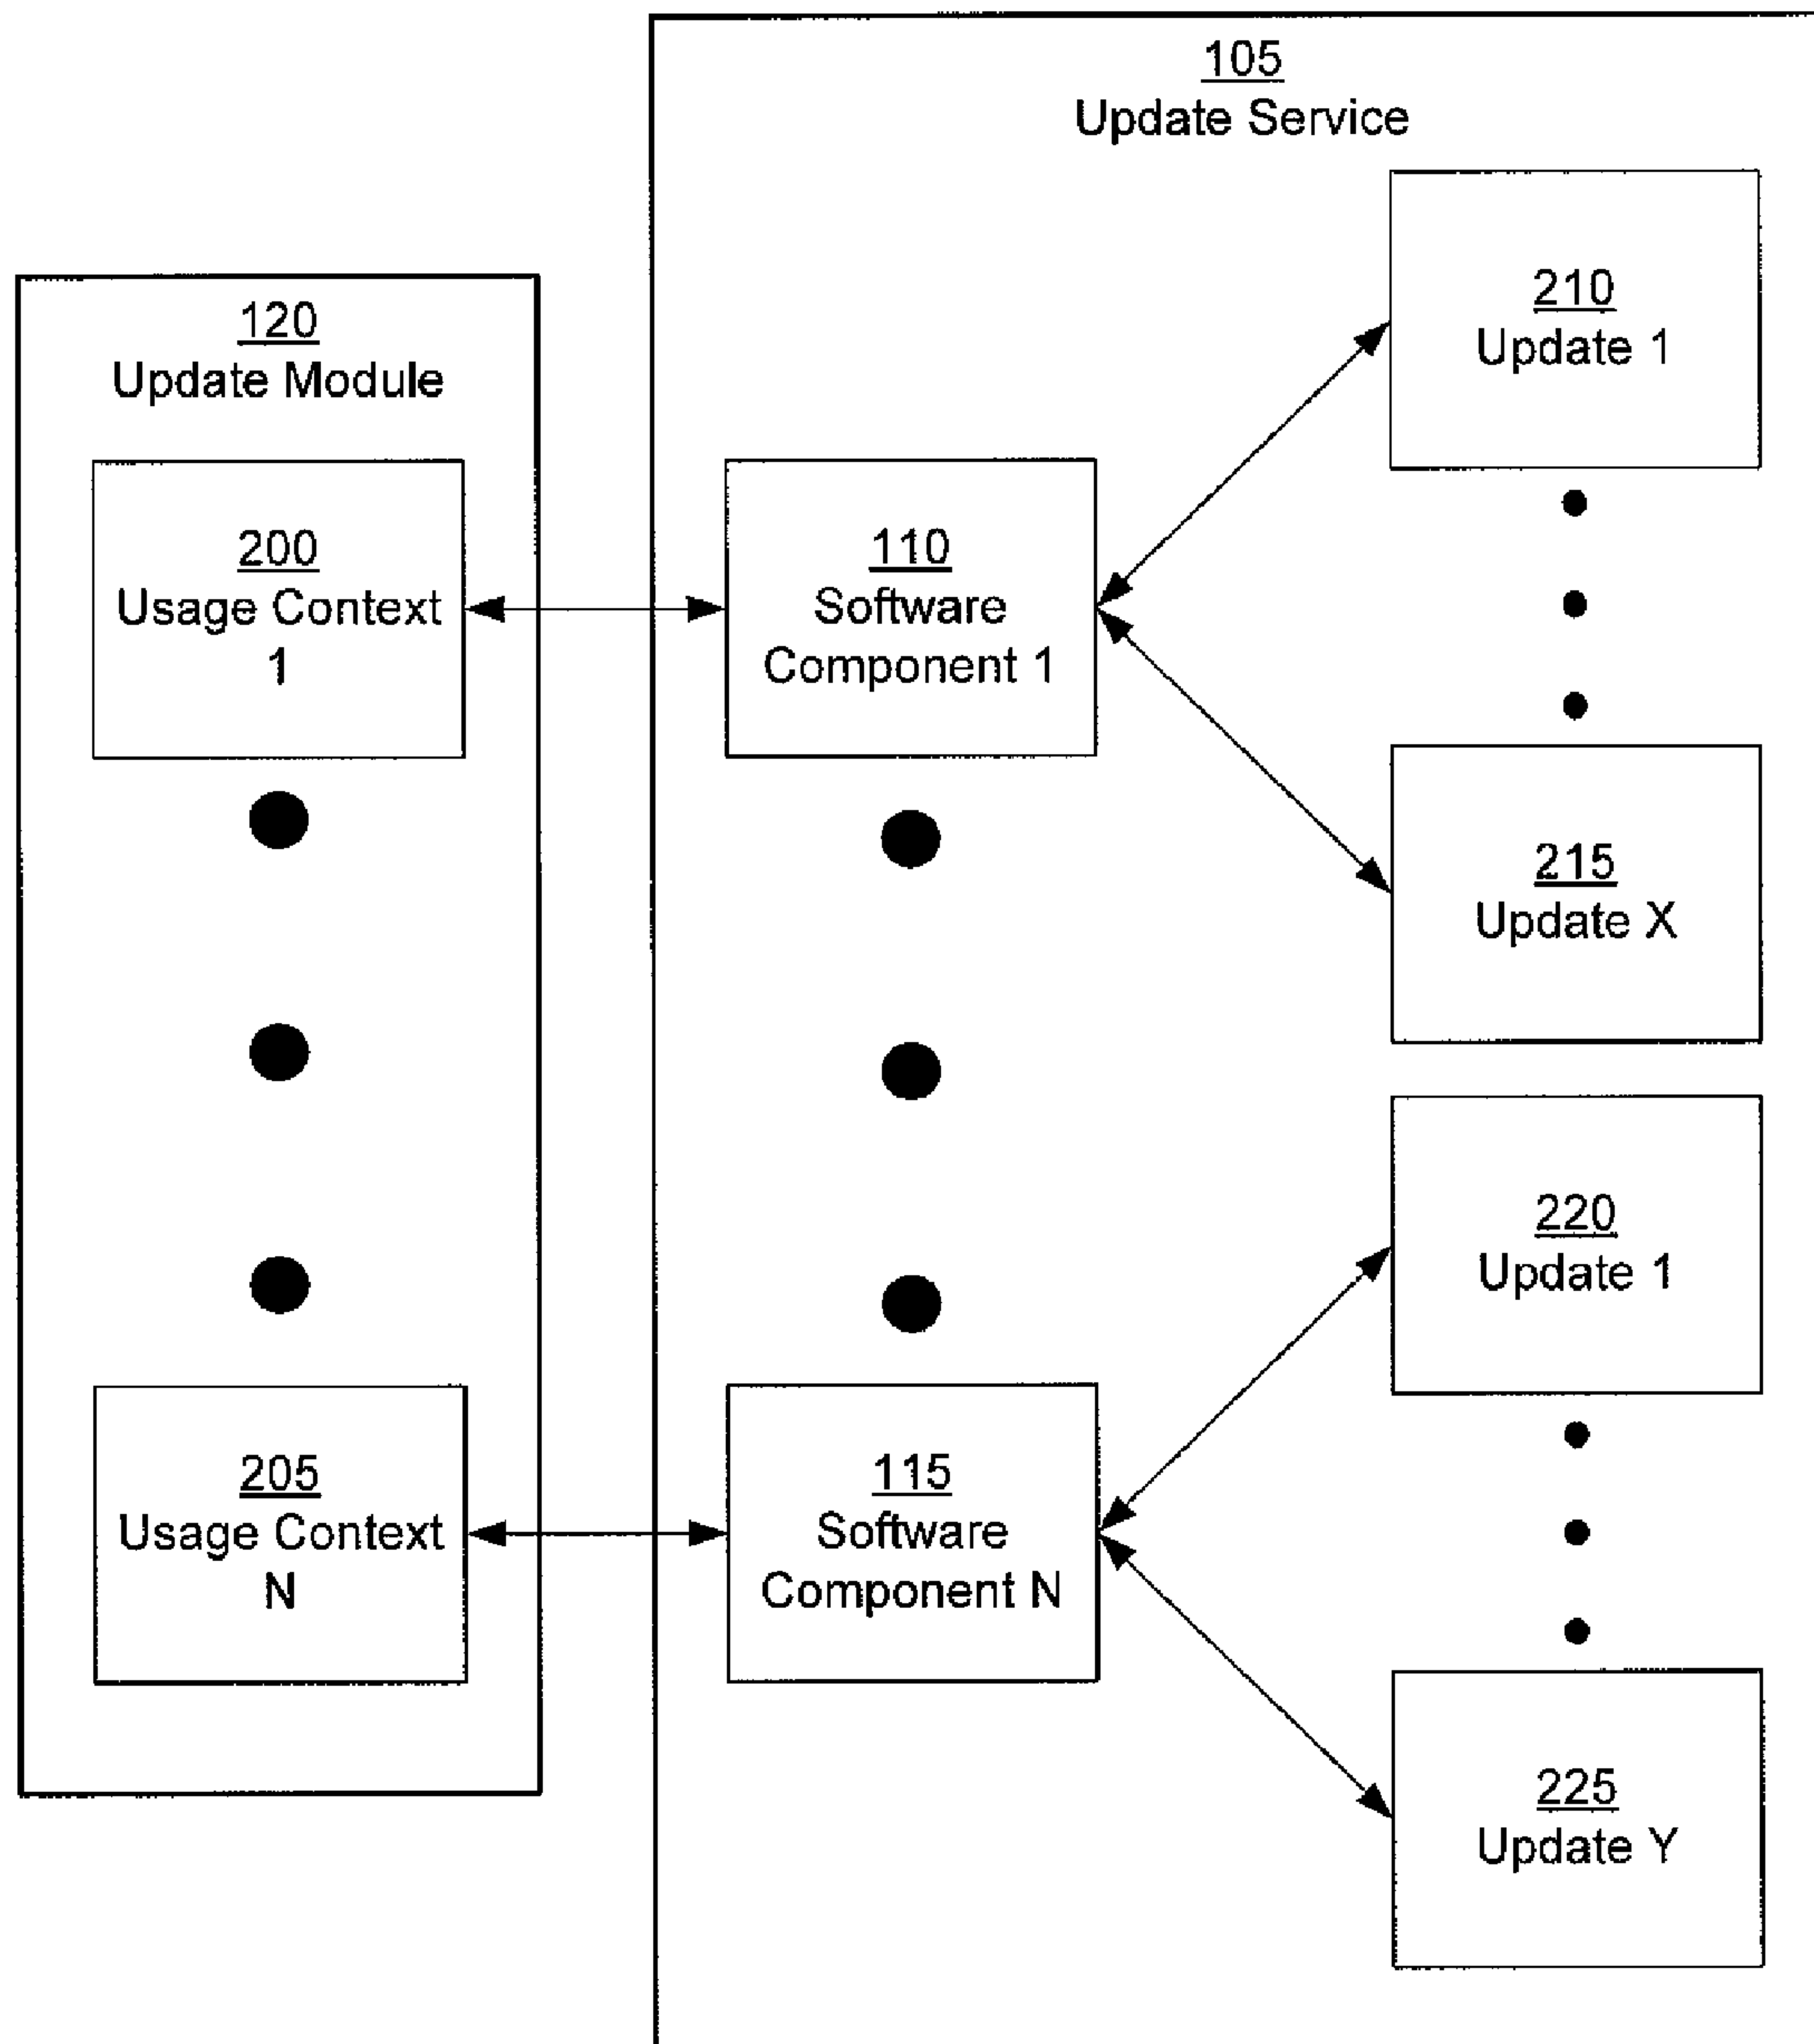 105
Update Service
120
Update Module
200
Usage Context
1
110
Software
Component 1
210
Update 1
215
Update X
205
Usage Context
N
115
Software
Component N
220
Update 1
225
Update Y